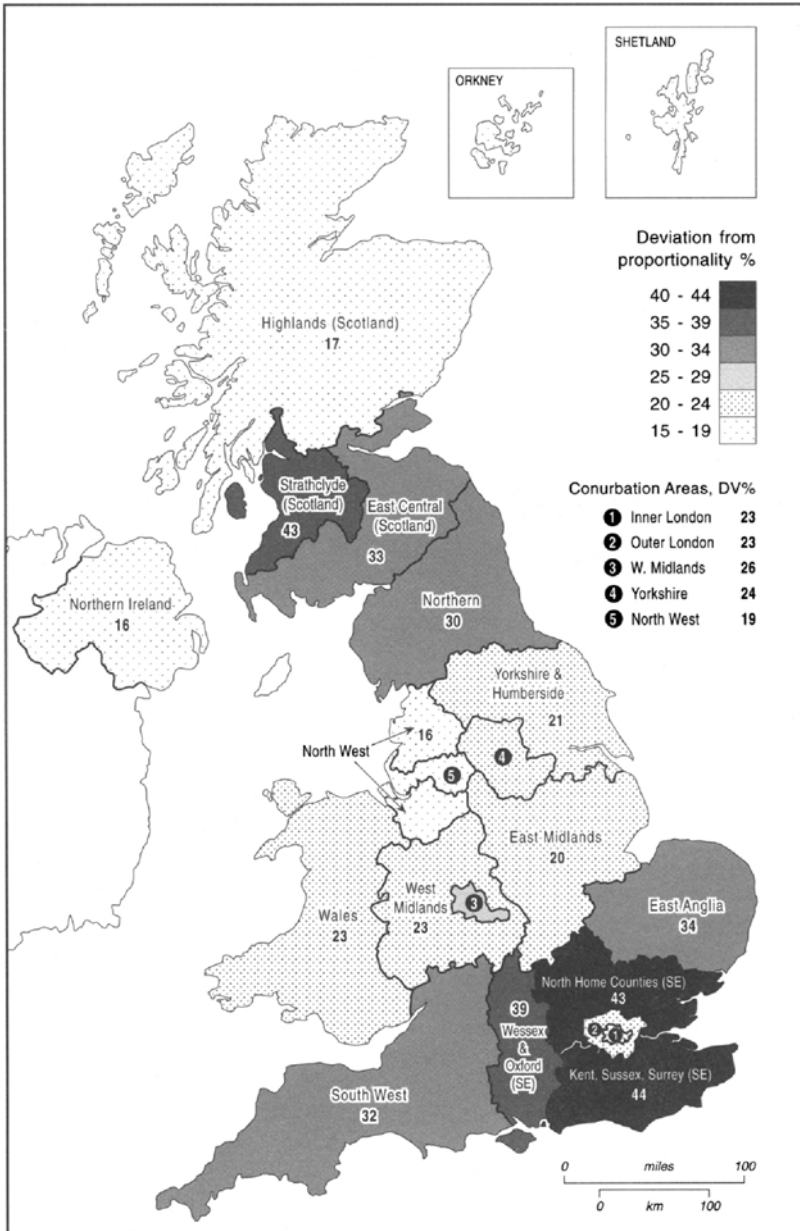 SHETLAND
ORKNEY
Deviation from
proportionality %
40 - 44
35 - 39
30 - 34
25 - 29
20 - 24
15 - 19
Conurbation Areas, DV%
1 Inner London 23
2 Outer London 23
3 W. Midlands 26
4 Yorkshire 24
5 North West 19
Highlands (Scotland)
17
Strathclyde
(Scotland)
43
East Central
(Scotland)
33
Northern Ireland
16
Northern
30
Yorkshire &
Humberside
21
16
North West
4
5
East Midlands
20
West
Midlands
23
3
Wales
23
East Anglia
34
North Home Counties (SE)
43
2
1
39
Wessex
&
Oxford
(SE)
Kent, Sussex, Surrey (SE)
44
South West
32
0 miles 100
0 km 100